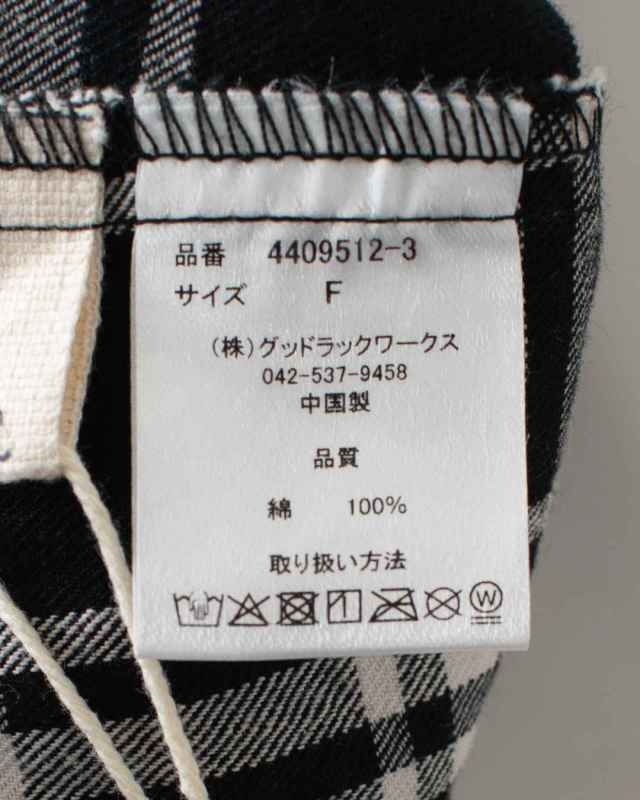 品番 4409512-3
サイズ F
(株)グッドラックワークス
042-537-9458
中国製
品質
綿 100%
取り扱い方法
W